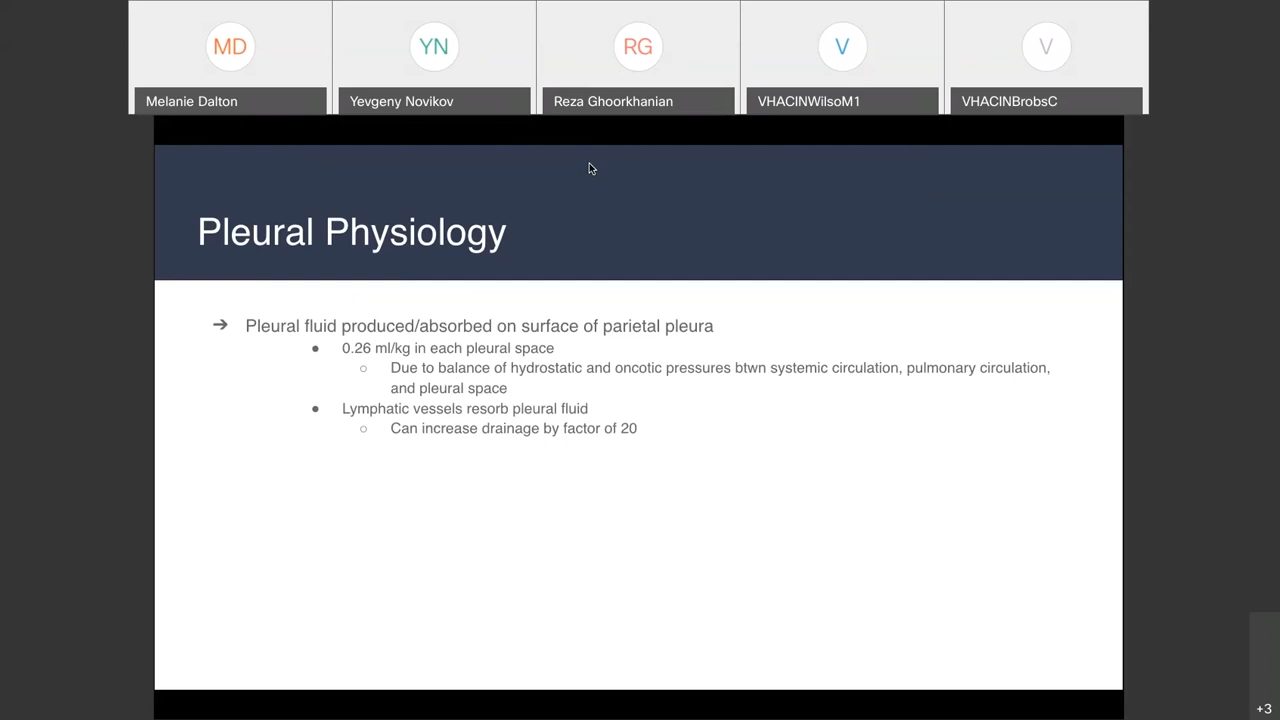 MD
YN
RG
V
V
Melanie Dalton
Yevgeny Novikov
Reza Ghoorkhanian
VHACINWilsoM1
VHACINBrobsC
Pleural Physiology
➔ Pleural fluid produced/absorbed on surface of parietal pleura
● 0.26 ml/kg in each pleural space
○ Due to balance of hydrostatic and oncotic pressures btwn systemic circulation, pulmonary circulation,
and pleural space
● Lymphatic vessels resorb pleural fluid
○ Can increase drainage by factor of 20
+3